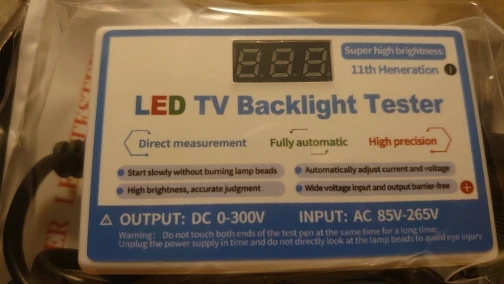 Super high brightness
11th Heneration
LED TV Backlight Tester
Direct measurement
Fully automatic
High precision
Start slowly without burning lamp beads
Automatically adjust current and voltage
High brightness, accurate judgment
Wide voltage input and output barrier-free
⚠ OUTPUT: DC 0-300V INPUT: AC 85V-265V
Warning: Do not touch both ends of the test pen at the same time for a long time;
Unplug the power supply in time and do not directly look at the lamp beads to avoid eye injury